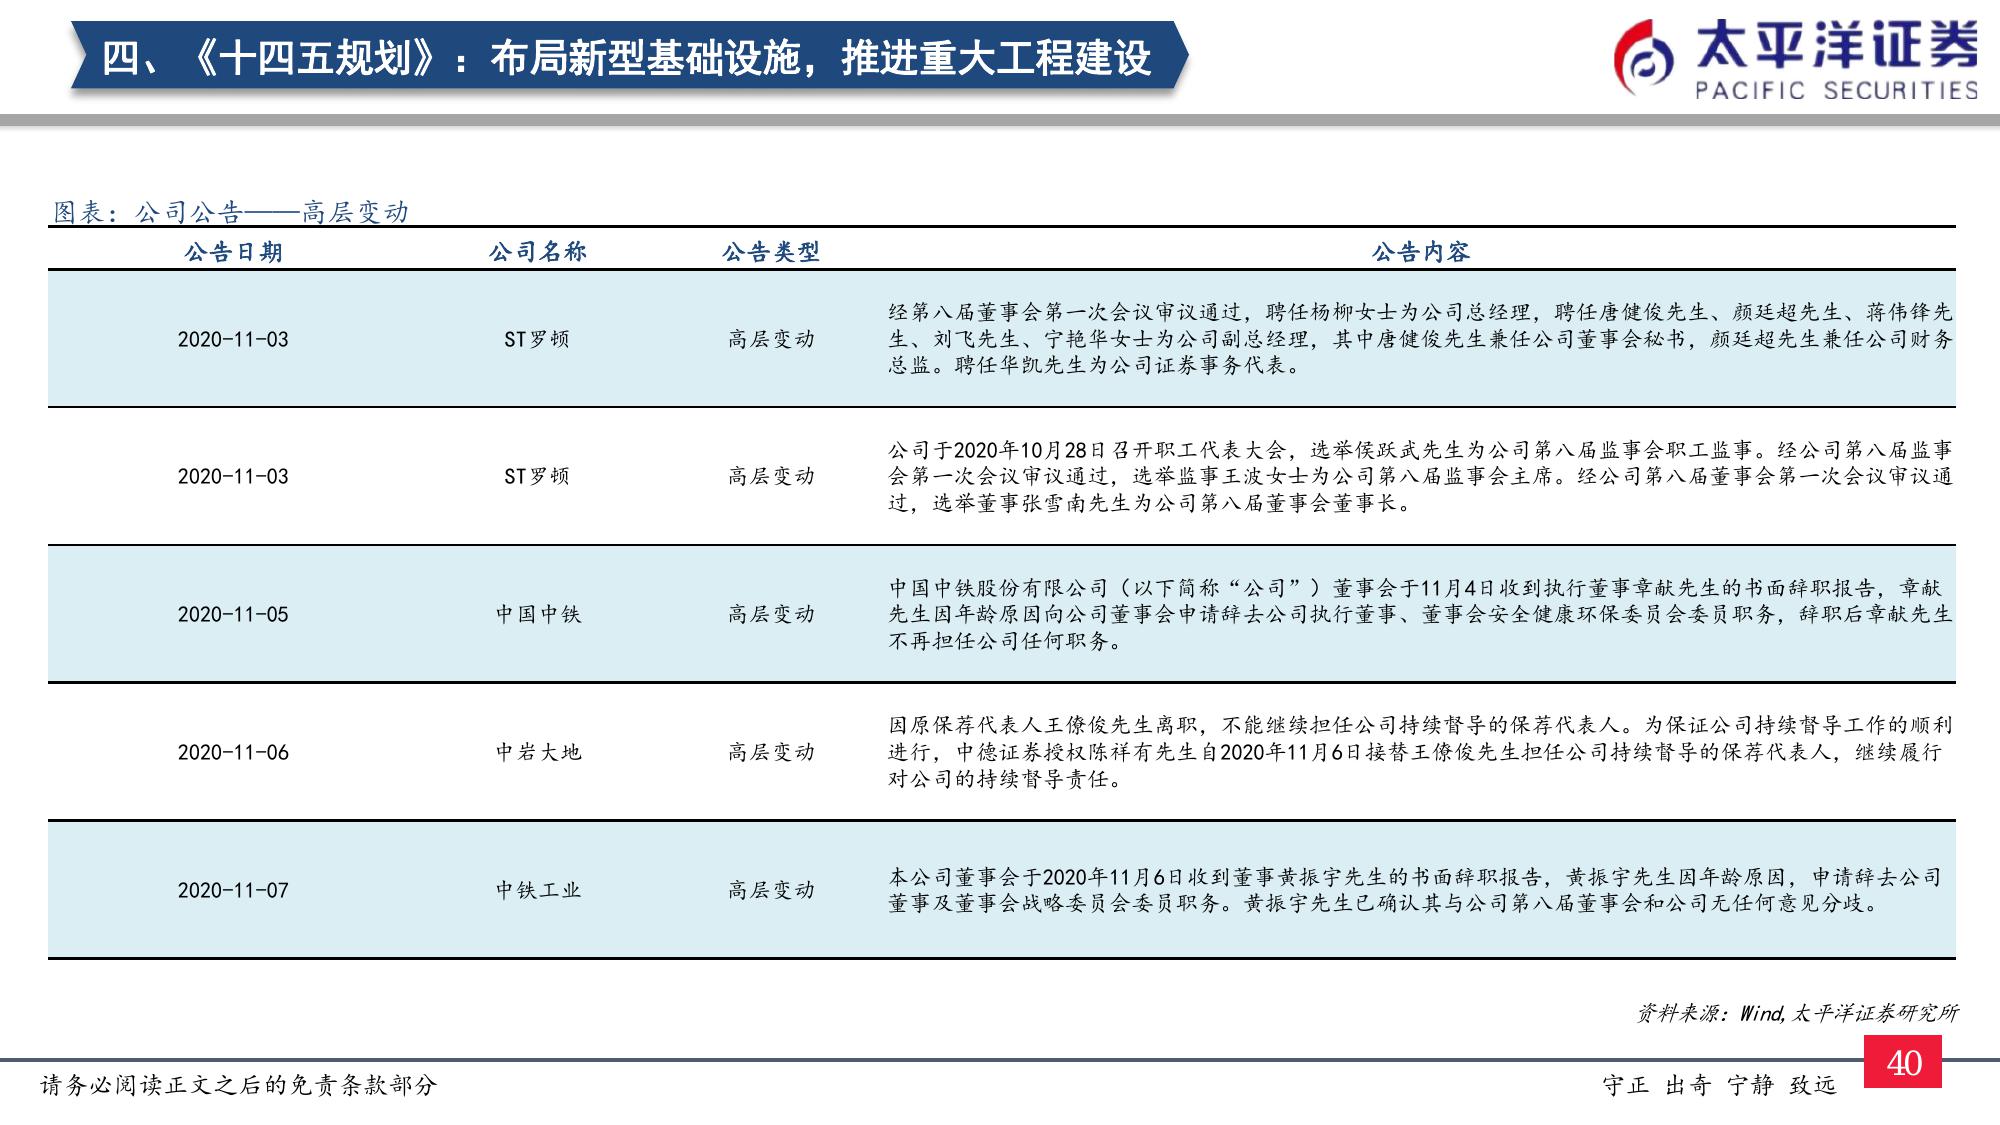 四、《十四五规划》：布局新型基础设施，推进重大工程建设
太平洋证券
PACIFIC SECURITIES
图表：公司公告——高层变动
公告日期 公司名称 公告类型 公告内容
2020-11-03 ST罗顿 高层变动
经第八届董事会第一次会议审议通过，聘任杨柳女士为公司总经理，聘任唐健俊先生、颜廷超先生、蒋伟锋先
生、刘飞先生、宁艳华女士为公司副总经理，其中唐健俊先生兼任公司董事会秘书，颜廷超先生兼任公司财务
总监。聘任华凯先生为公司证券事务代表。
2020-11-03 ST罗顿 高层变动
公司于2020年10月28日召开职工代表大会，选举侯跃武先生为公司第八届监事会职工监事。经公司第八届监事
会第一次会议审议通过，选举监事王波女士为公司第八届监事会主席。经公司第八届董事会第一次会议审议通
过，选举董事张雪南先生为公司第八届董事会董事长。
2020-11-05 中国中铁 高层变动
中国中铁股份有限公司（以下简称“公司”）董事会于11月4日收到执行董事章献先生的书面辞职报告，章献
先生因年龄原因向公司董事会申请辞去公司执行董事、董事会安全健康环保委员会委员职务，辞职后章献先生
不再担任公司任何职务。
2020-11-06 中岩大地 高层变动
因原保荐代表人王僚俊先生离职，不能继续担任公司持续督导的保荐代表人。为保证公司持续督导工作的顺利
进行，中德证券授权陈祥有先生自2020年11月6日接替王僚俊先生担任公司持续督导的保荐代表人，继续履行
对公司的持续督导责任。
2020-11-07 中铁工业 高层变动
本公司董事会于2020年11月6日收到董事黄振宇先生的书面辞职报告，黄振宇先生因年龄原因，申请辞去公司
董事及董事会战略委员会委员职务。黄振宇先生已确认其与公司第八届董事会和公司无任何意见分歧。
资料来源：Wind,太平洋证券研究所
请务必阅读正文之后的免责条款部分
守正 出奇 宁静 致远
40